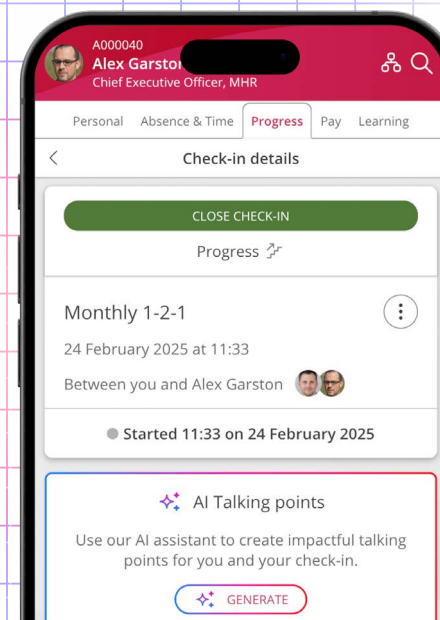 A000040
Alex Garston
Chief Executive Officer, MHR
Personal Absence & Time Progress Pay Learning
Check-in details
CLOSE CHECK-IN
Progress
Monthly 1-2-1
24 February 2025 at 11:33
Between you and Alex Garston
Started 11:33 on 24 February 2025
AI Talking points
Use our AI assistant to create impactful talking
points for you and your check-in.
GENERATE